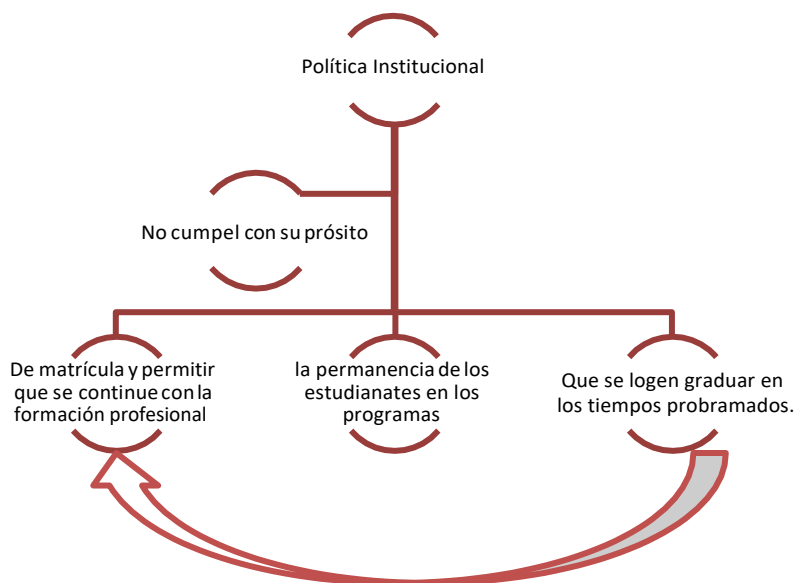 Política Institucional
No cumpel con su prósito
De matrícula y permitir
que se continue con la
formación profesional
la permanencia de los
estudianates en los
programas
Que se logen graduar en
los tiempos probramados.